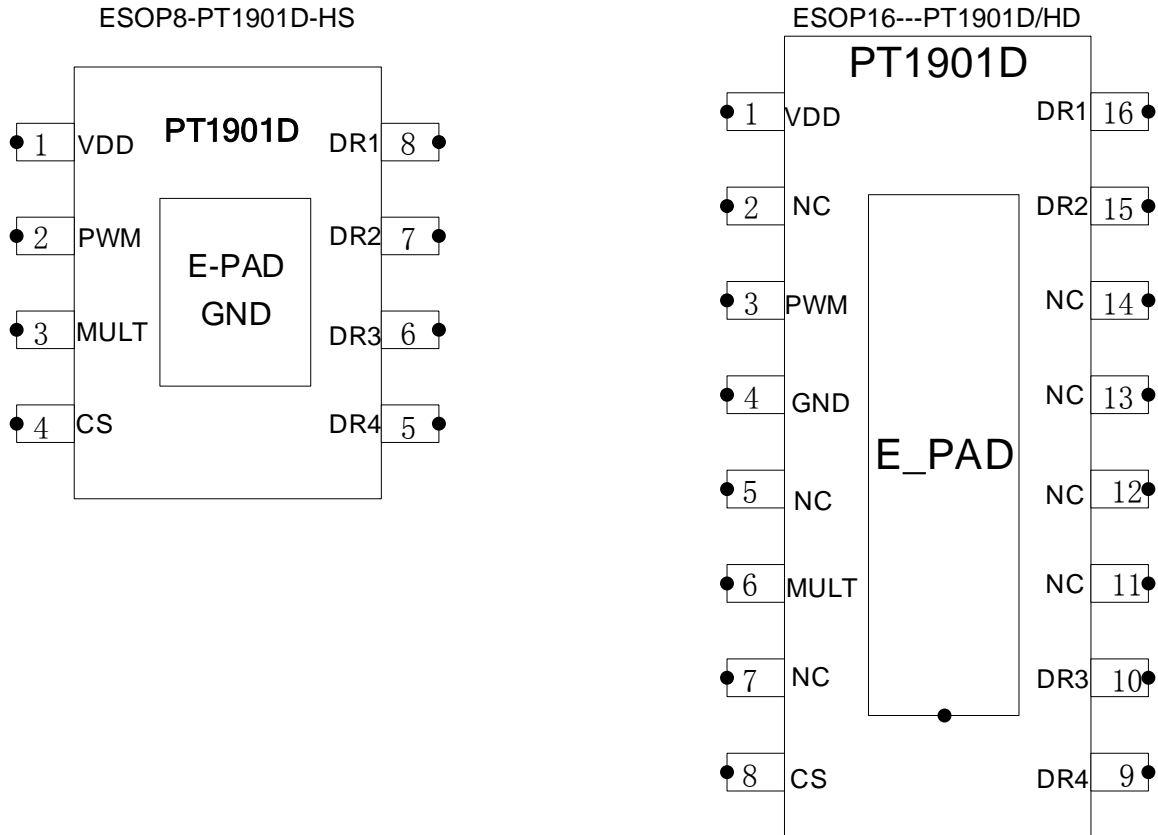 ESOP8-PT1901D-HS
PT1901D
1 VDD DR1 8
2 PWM DR2 7
E-PAD
GND
3 MULT DR3 6
4 CS DR4 5
ESOP16---PT1901D/HD
PT1901D
1 VDD DR1 16
2 NC DR2 15
3 PWM NC 14
4 GND NC 13
E_PAD
5 NC NC 12
6 MULT NC 11
7 NC DR3 10
8 CS DR4 9